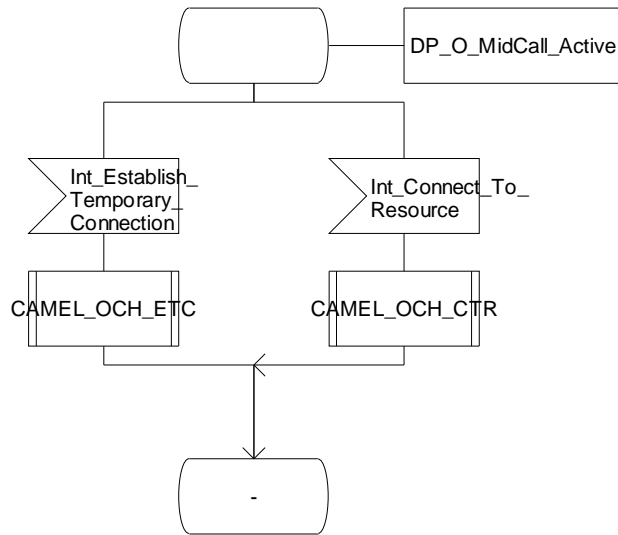 DP_O_MidCall_Active
Int_Establish_
Temporary_
Connection
Int_Connect_To_
Resource
CAMEL_OCH_ETC
CAMEL_OCH_CTR
-